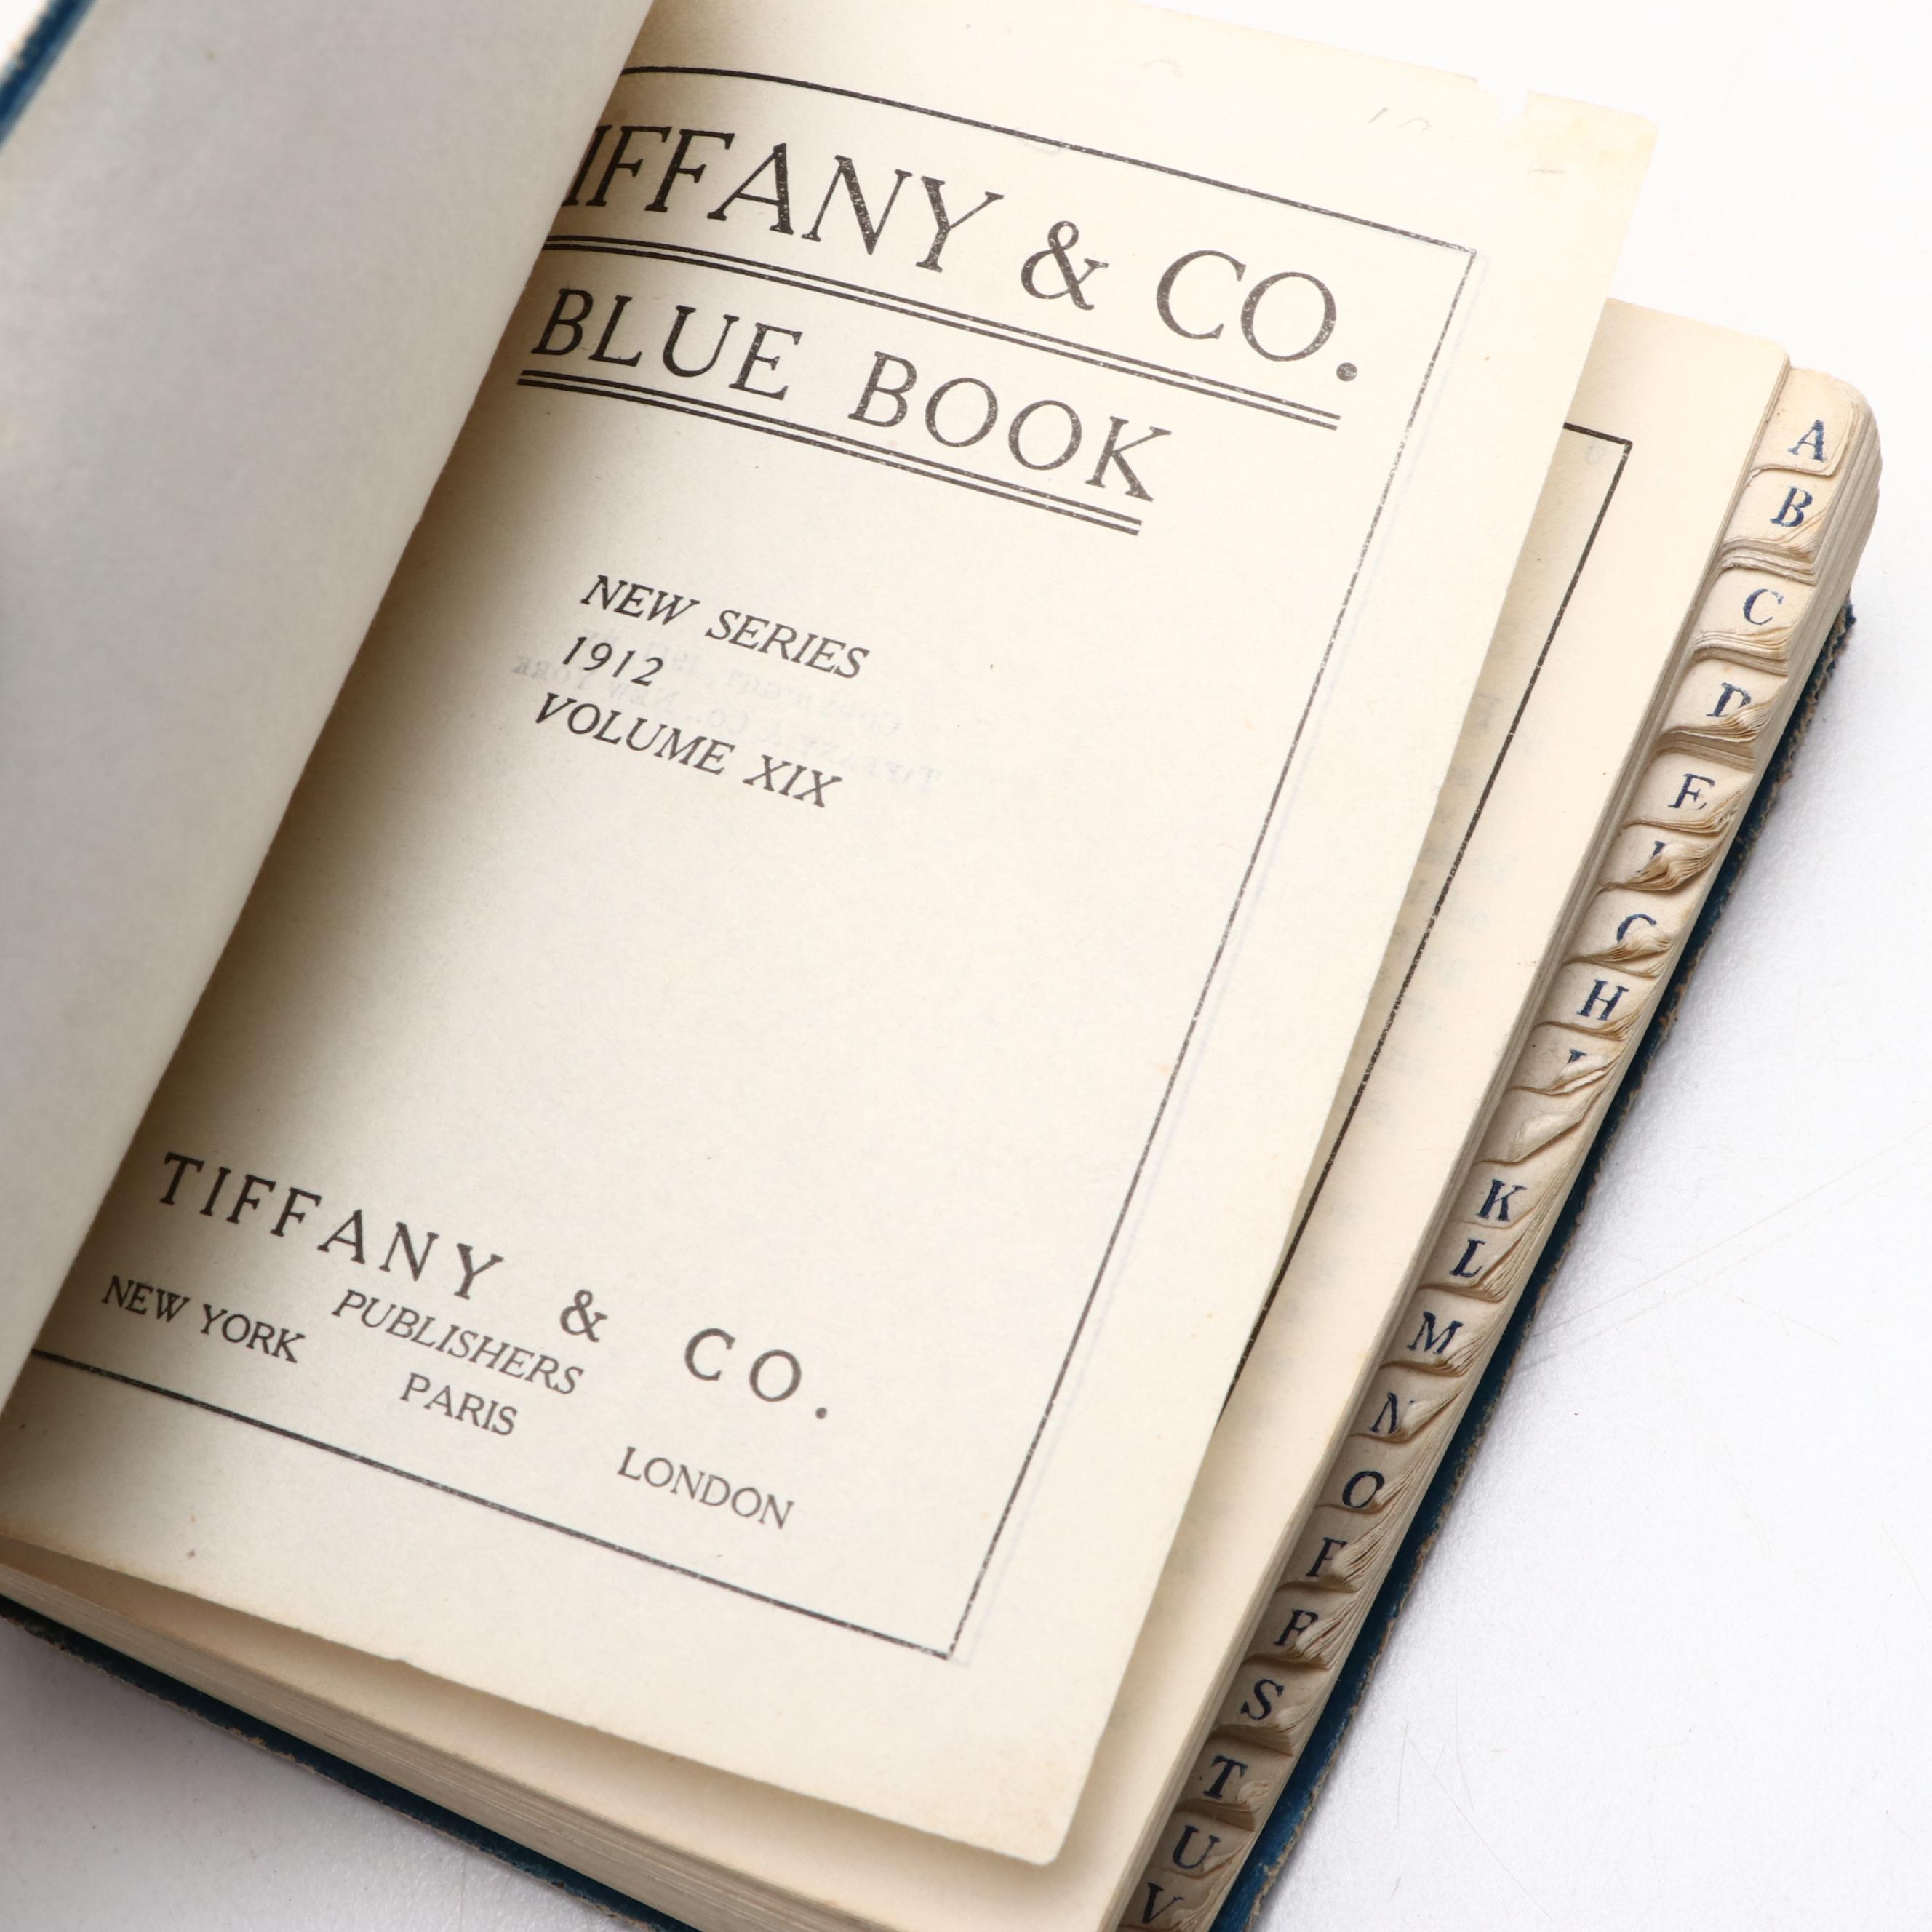 IFFANY & CO.
BLUE BOOK
NEW SERIES
1912
VOLUME XIX
TIFFANY & CO.
PUBLISHERS
NEW YORK PARIS LONDON
A
B
C
D
E
H
K
L
M
N
O
R
S
T
U
V